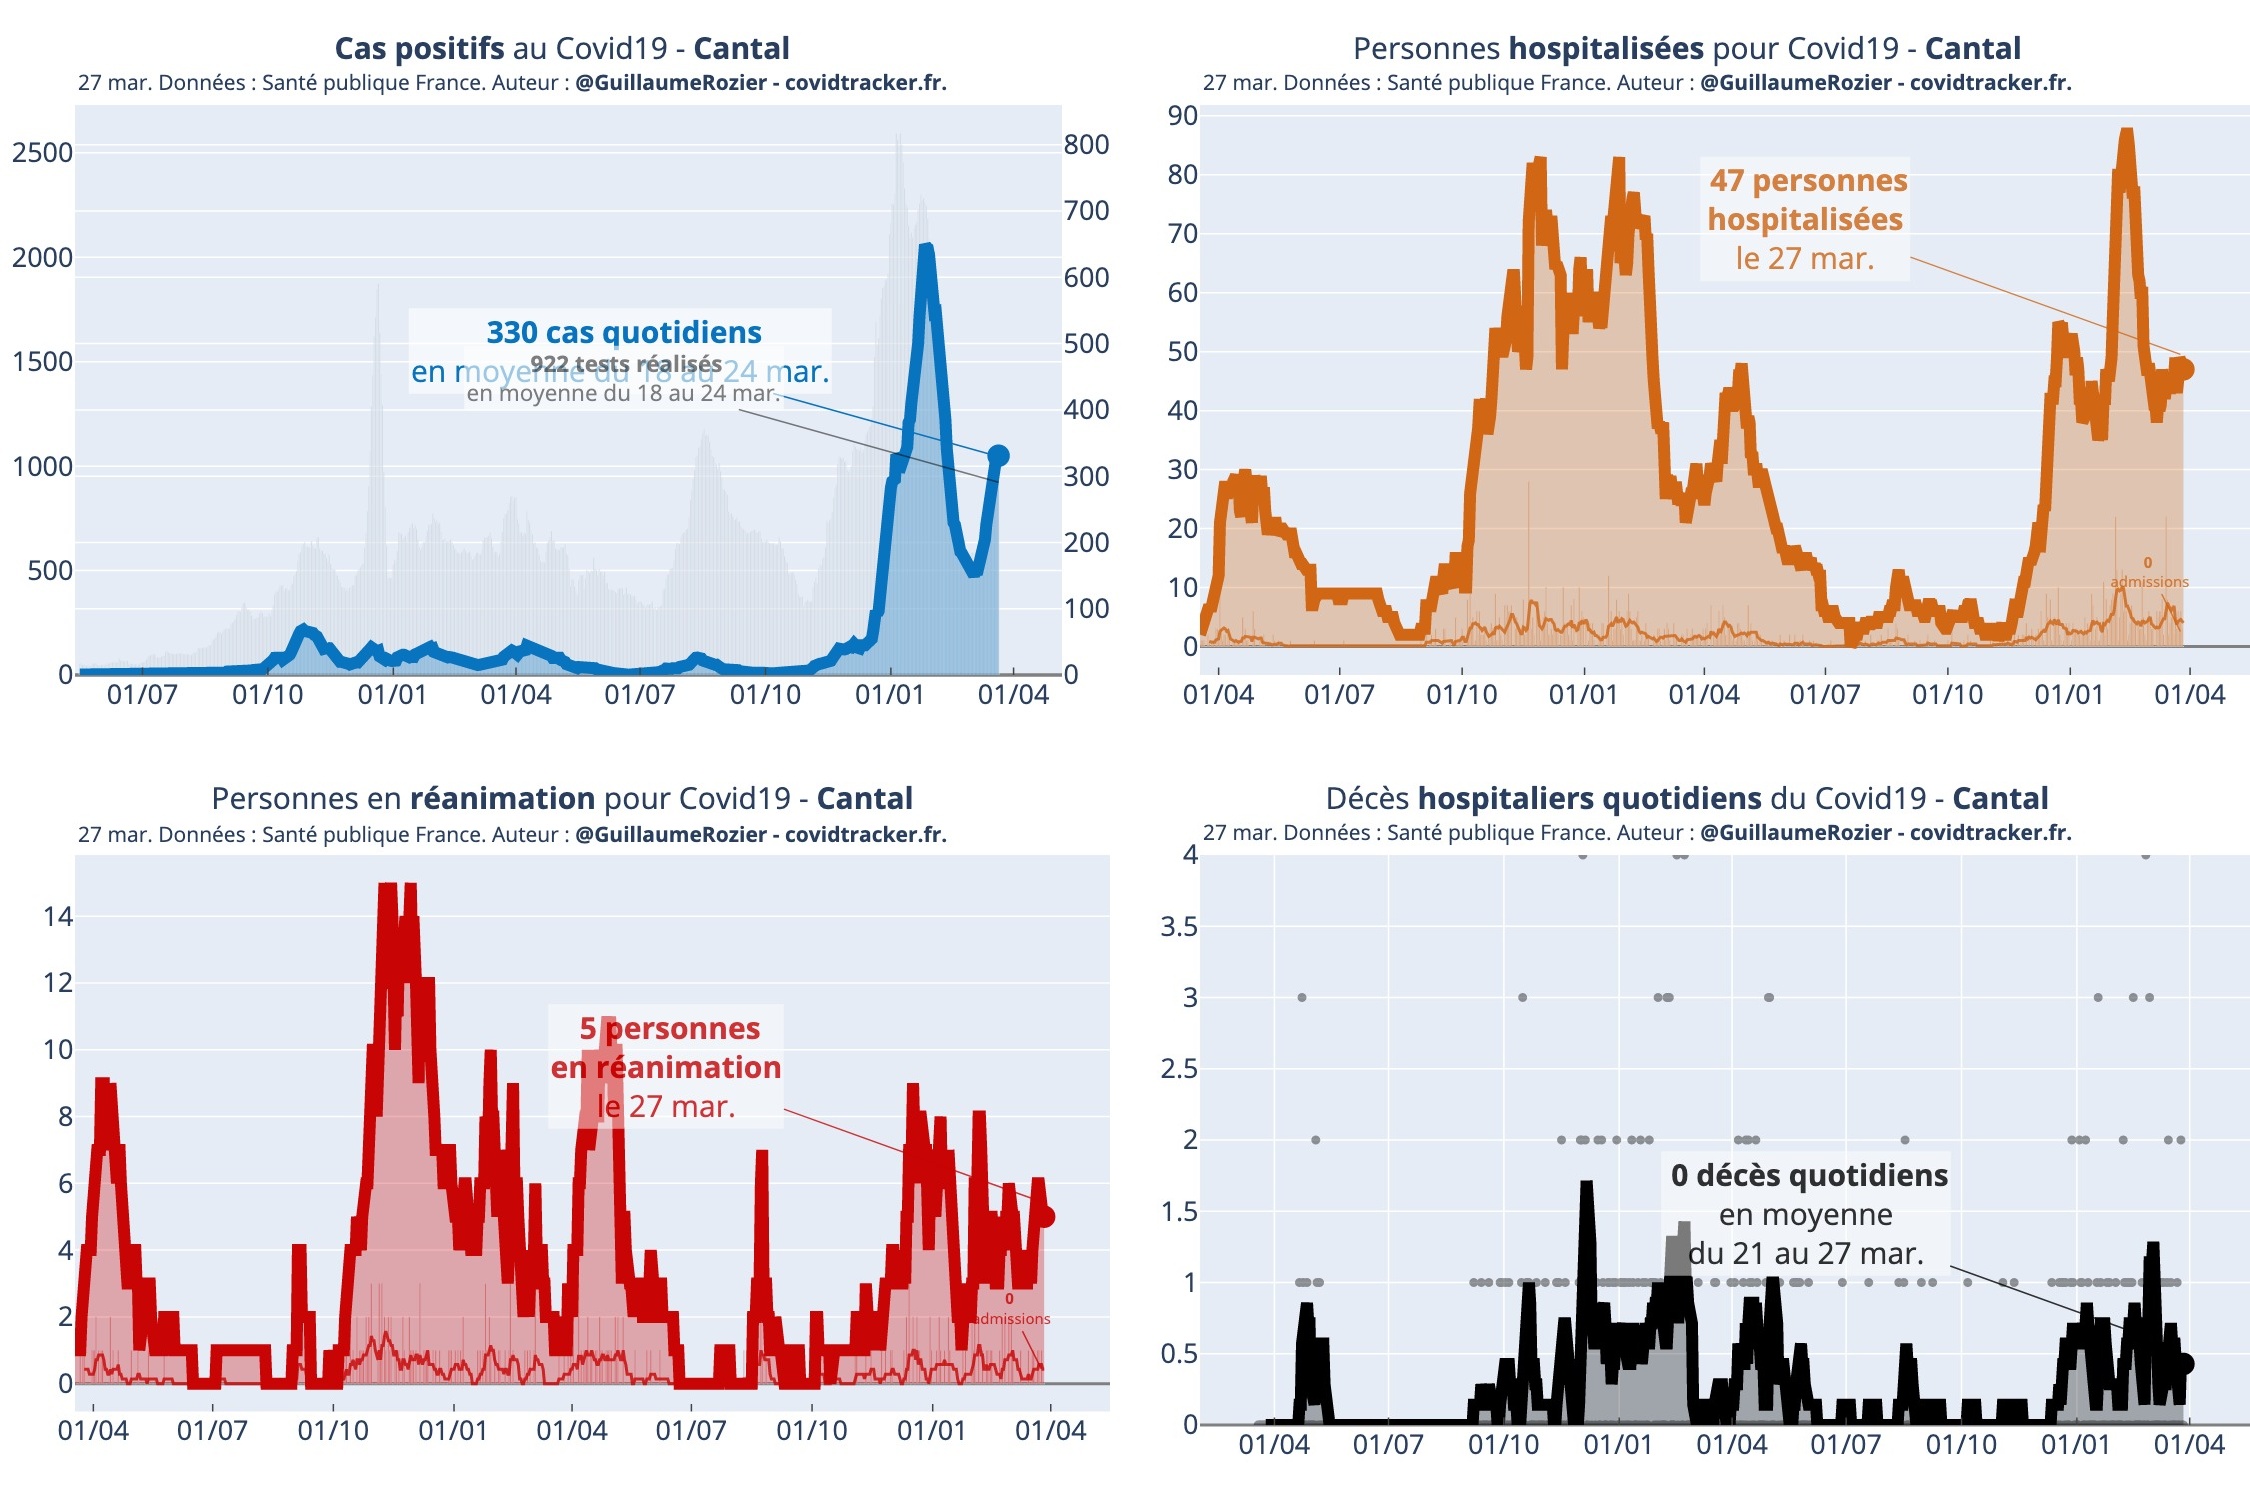 Cas positifs au Covid19 - Cantal
27 mar. Données : Santé publique France. Auteur : @GuillaumeRozier - covidtracker.fr.
2500
2000
1500
1000
500
0
800
700
600
500
400
300
200
100
0
330 cas quotidiens
en moyenne du 18 au 24 mar.
922 tests réalisés
en moyenne du 18 au 24 mar.
01/07 01/10 01/01 01/04 01/07 01/10 01/01 01/04
Personnes hospitalisées pour Covid19 - Cantal
27 mar. Données : Santé publique France. Auteur : @GuillaumeRozier - covidtracker.fr.
90
80
70
60
50
40
30
20
10
0
47 personnes
hospitalisées
le 27 mar.
0
admissions
01/04 01/07 01/10 01/01 01/04 01/07 01/10 01/01 01/04
Personnes en réanimation pour Covid19 - Cantal
27 mar. Données : Santé publique France. Auteur : @GuillaumeRozier - covidtracker.fr.
14
12
10
8
6
4
2
0
5 personnes
en réanimation
le 27 mar.
0
admissions
01/04 01/07 01/10 01/01 01/04 01/07 01/10 01/01 01/04
Décès hospitaliers quotidiens du Covid19 - Cantal
27 mar. Données : Santé publique France. Auteur : @GuillaumeRozier - covidtracker.fr.
4
3.5
3
2.5
2
1.5
1
0.5
0
0 décès quotidiens
en moyenne
du 21 au 27 mar.
01/04 01/07 01/10 01/01 01/04 01/07 01/10 01/01 01/04